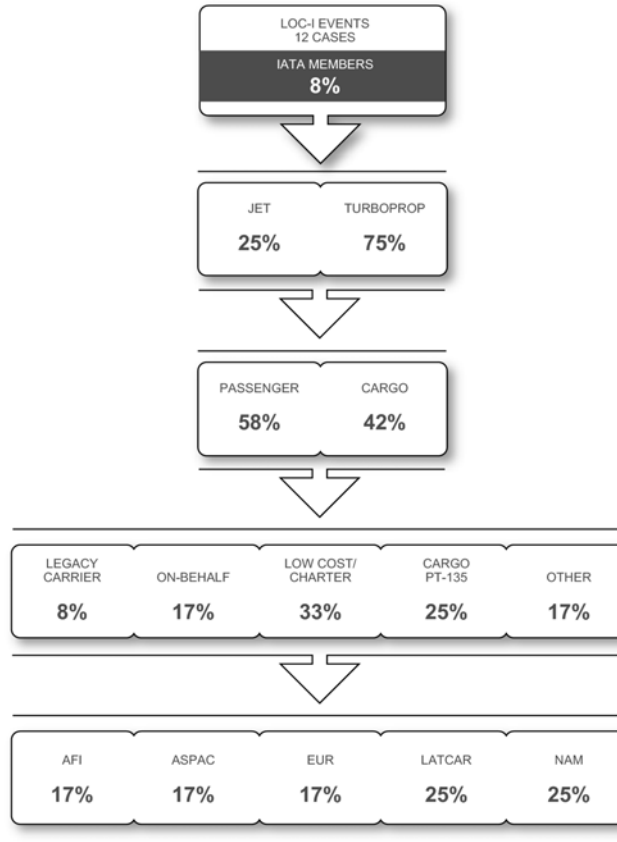 LOC-I EVENTS
12 CASES
IATA MEMBERS
8%
JET TURBOPROP
25% 75%
PASSENGER CARGO
58% 42%
LEGACY CARRIER ON-BEHALF LOW COST/ CHARTER CARGO PT-135 OTHER
8% 17% 33% 25% 17%
AFI ASPAC EUR LATCAR NAM
17% 17% 17% 25% 25%